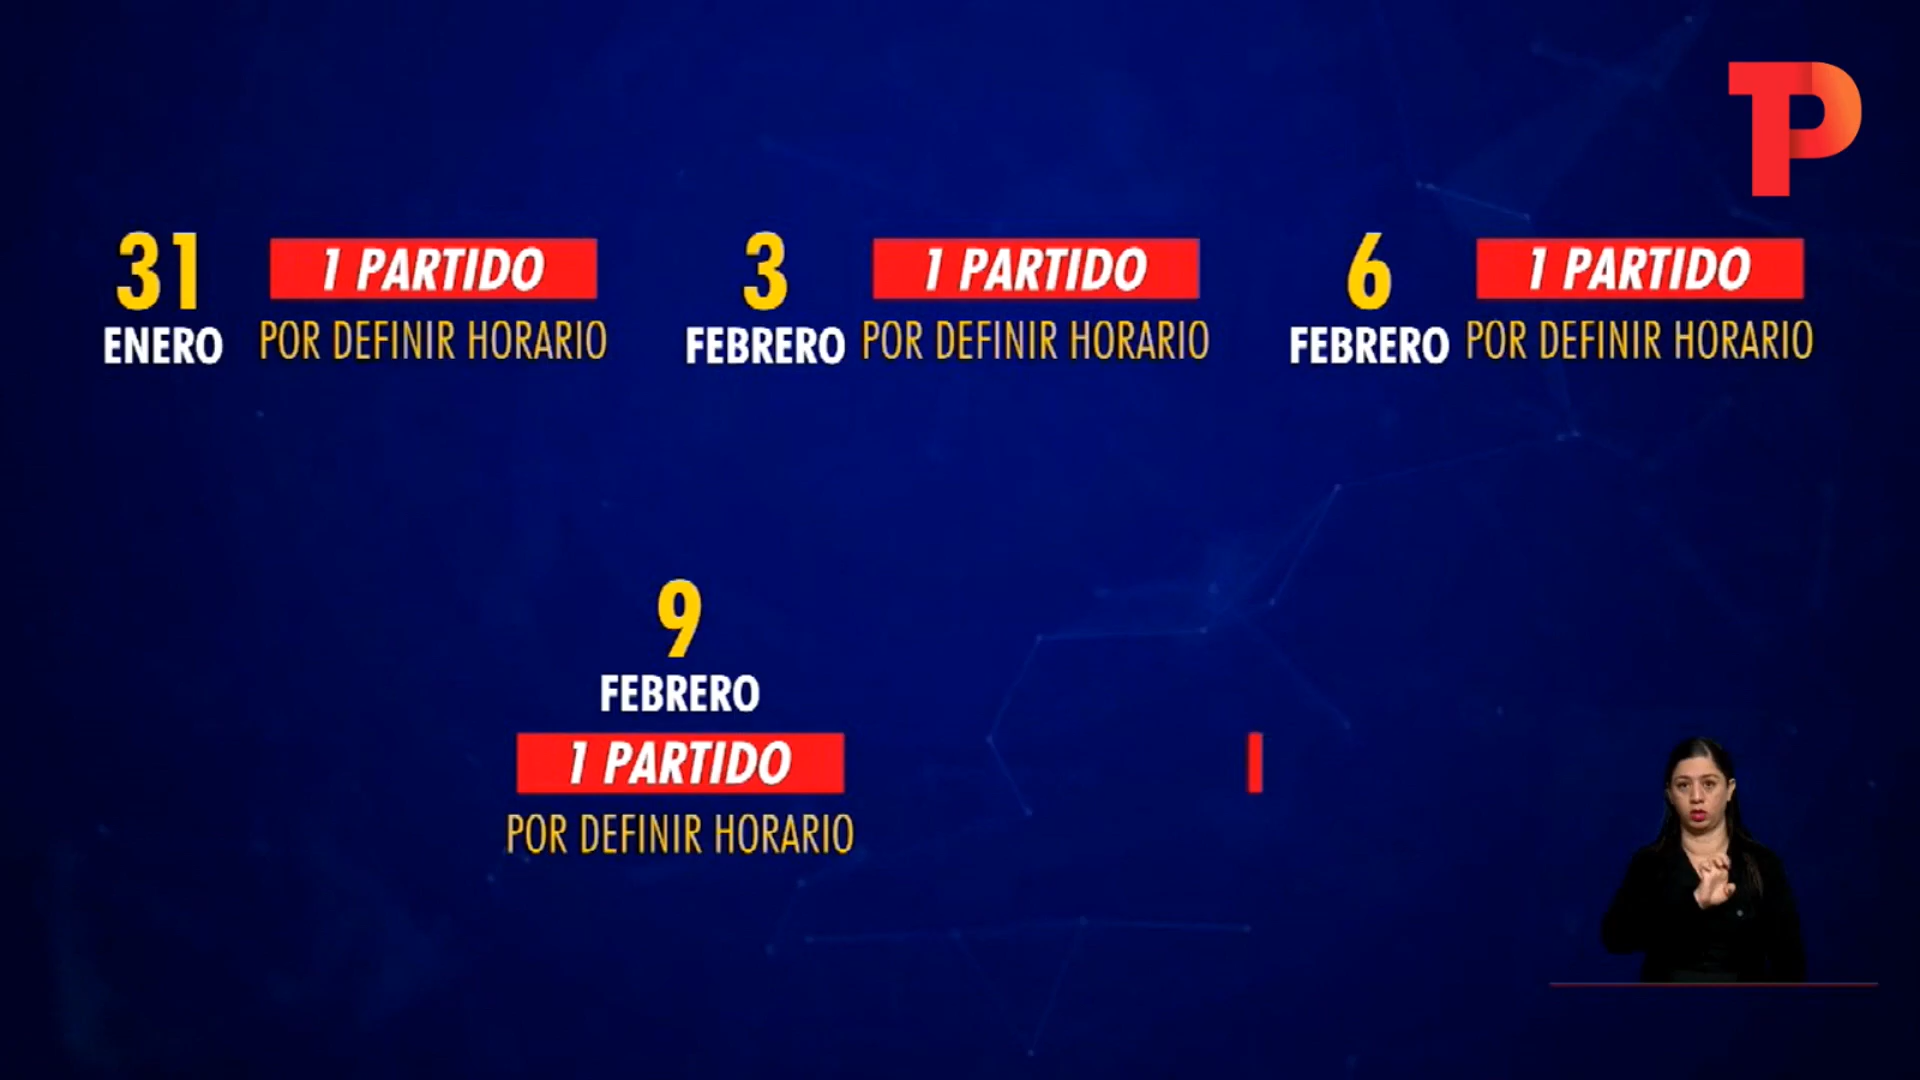 TP
31
ENERO
1 PARTIDO
POR DEFINIR HORARIO
3
FEBRERO
1 PARTIDO
POR DEFINIR HORARIO
6
FEBRERO
1 PARTIDO
POR DEFINIR HORARIO
9
FEBRERO
1 PARTIDO
POR DEFINIR HORARIO